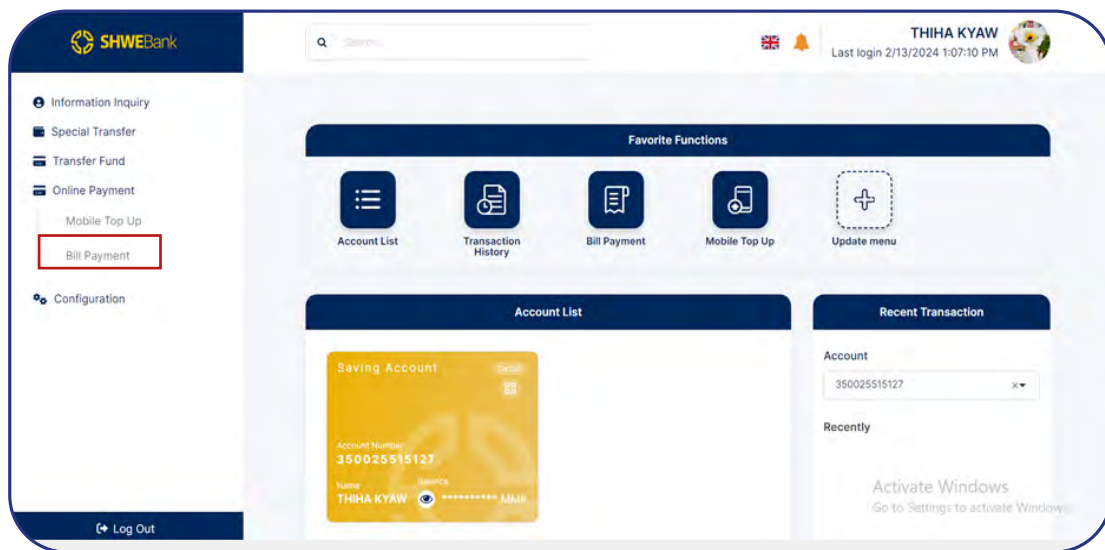 SHWEBank
Search...
THIHA KYAW
Last login 2/13/2024 1:07:10 PM
Information Inquiry
Special Transfer
Transfer Fund
Online Payment
Mobile Top Up
Bill Payment
Configuration
Log Out
Favorite Functions
Account List
Transaction
History
Bill Payment
Mobile Top Up
Update menu
Account List
Saving Account
Detail
Account Number
350025515127
Name
Balance
THIHA KYAW
********** MMK
Recent Transaction
Account
350025515127
Recently
Activate Windows
Go to Settings to activate Windows.